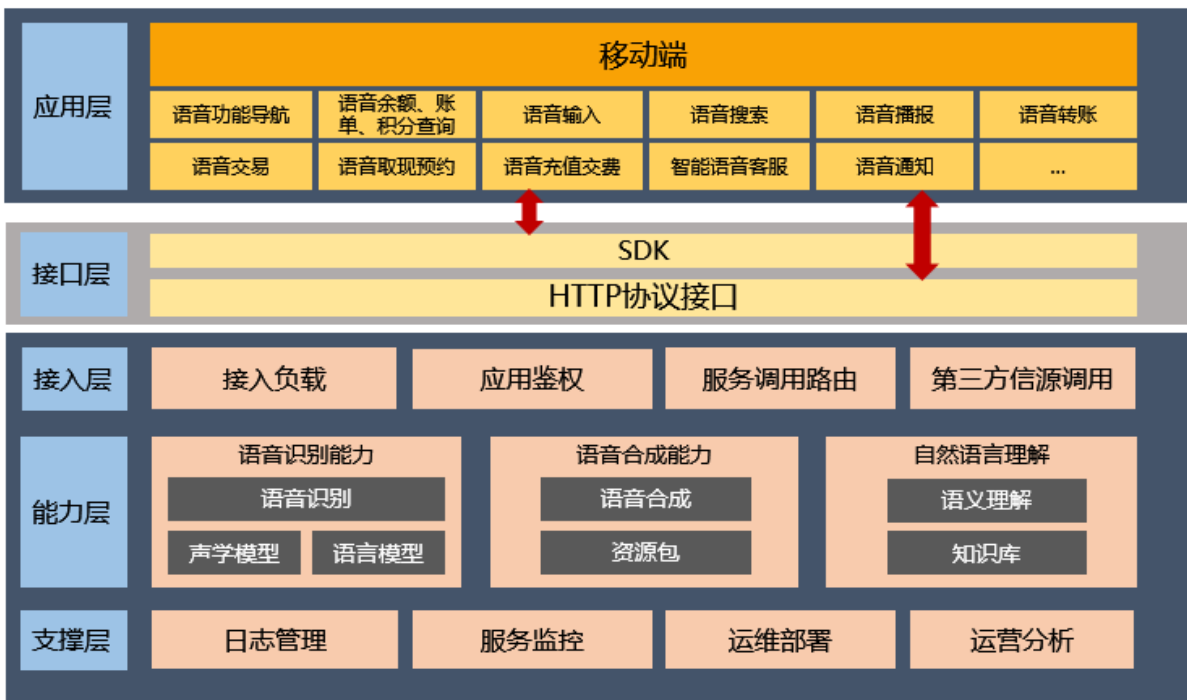 应用层
移动端
语音功能导航
语音余额、账
单、积分查询
语音输入
语音搜索
语音播报
语音转账
语音交易
语音取现预约
语音充值交费
智能语音客服
语音通知
...
接口层
SDK
HTTP协议接口
接入层
接入负载
应用鉴权
服务调用路由
第三方信源调用
能力层
语音识别能力
语音识别
声学模型
语言模型
语音合成能力
语音合成
资源包
自然语言理解
语义理解
知识库
支撑层
日志管理
服务监控
运维部署
运营分析